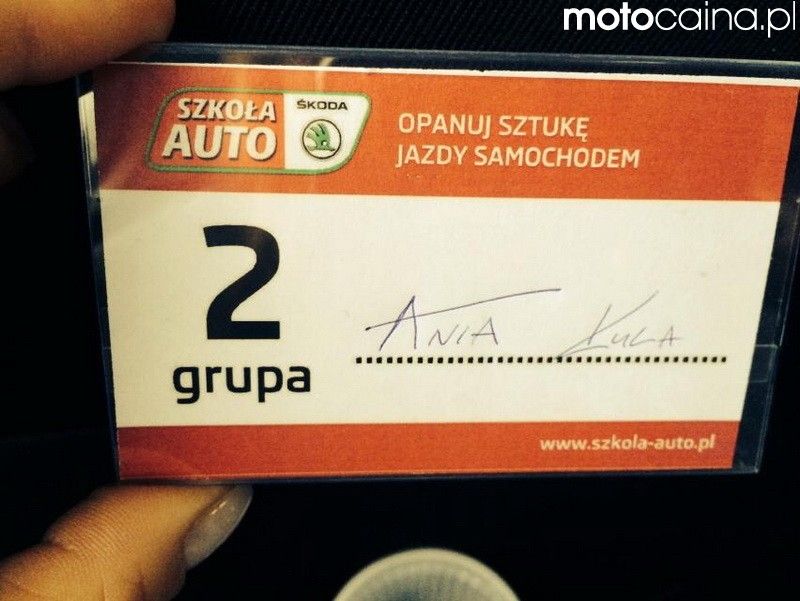 motocaina.pl
SZKOŁA
AUTO
ŠKODA
OPANUJ SZTUKĘ
JAZDY SAMOCHODEM
2
grupa
ANIA KULA
www.szkola-auto.pl